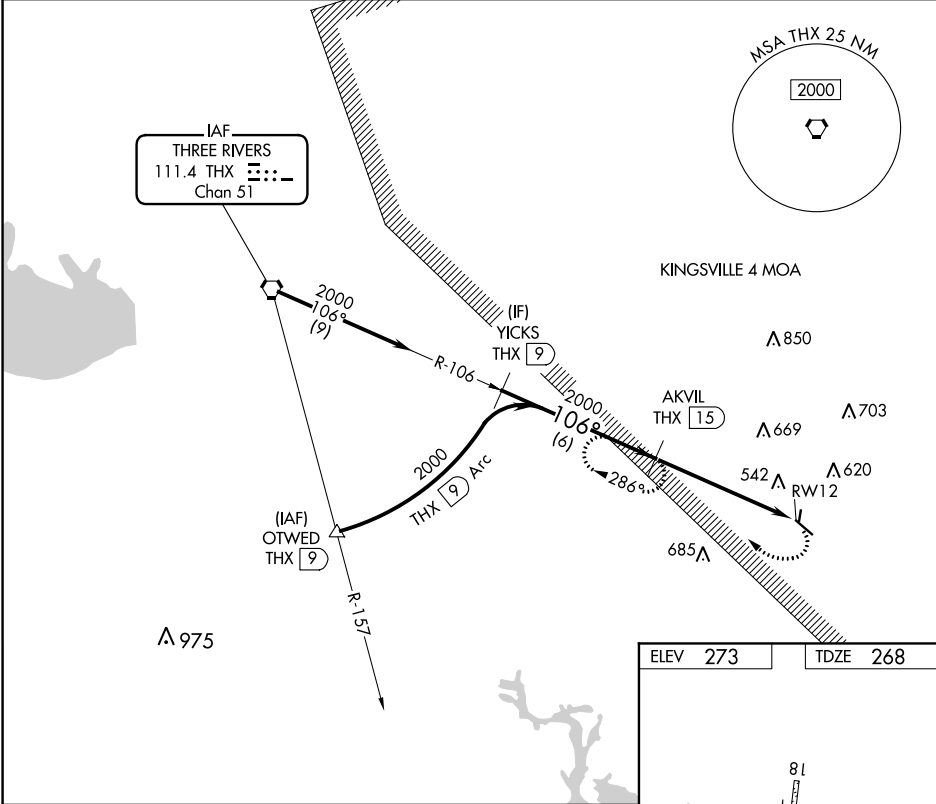 MSA THX 25 NM
2000
IAF
THREE RIVERS
111.4 THX
Chan 51
KINGSVILLE 4 MOA
2000
106°
(9)
(IF)
YICKS
THX 9
850
R-106
2000
106°
(6)
AKVIL
THX 15
703
669
2000
THX 9 Arc
286°
542
620
RW12
(IAF)
OTWED
THX 9
685
R-157
975
ELEV 273
TDZE 268
18